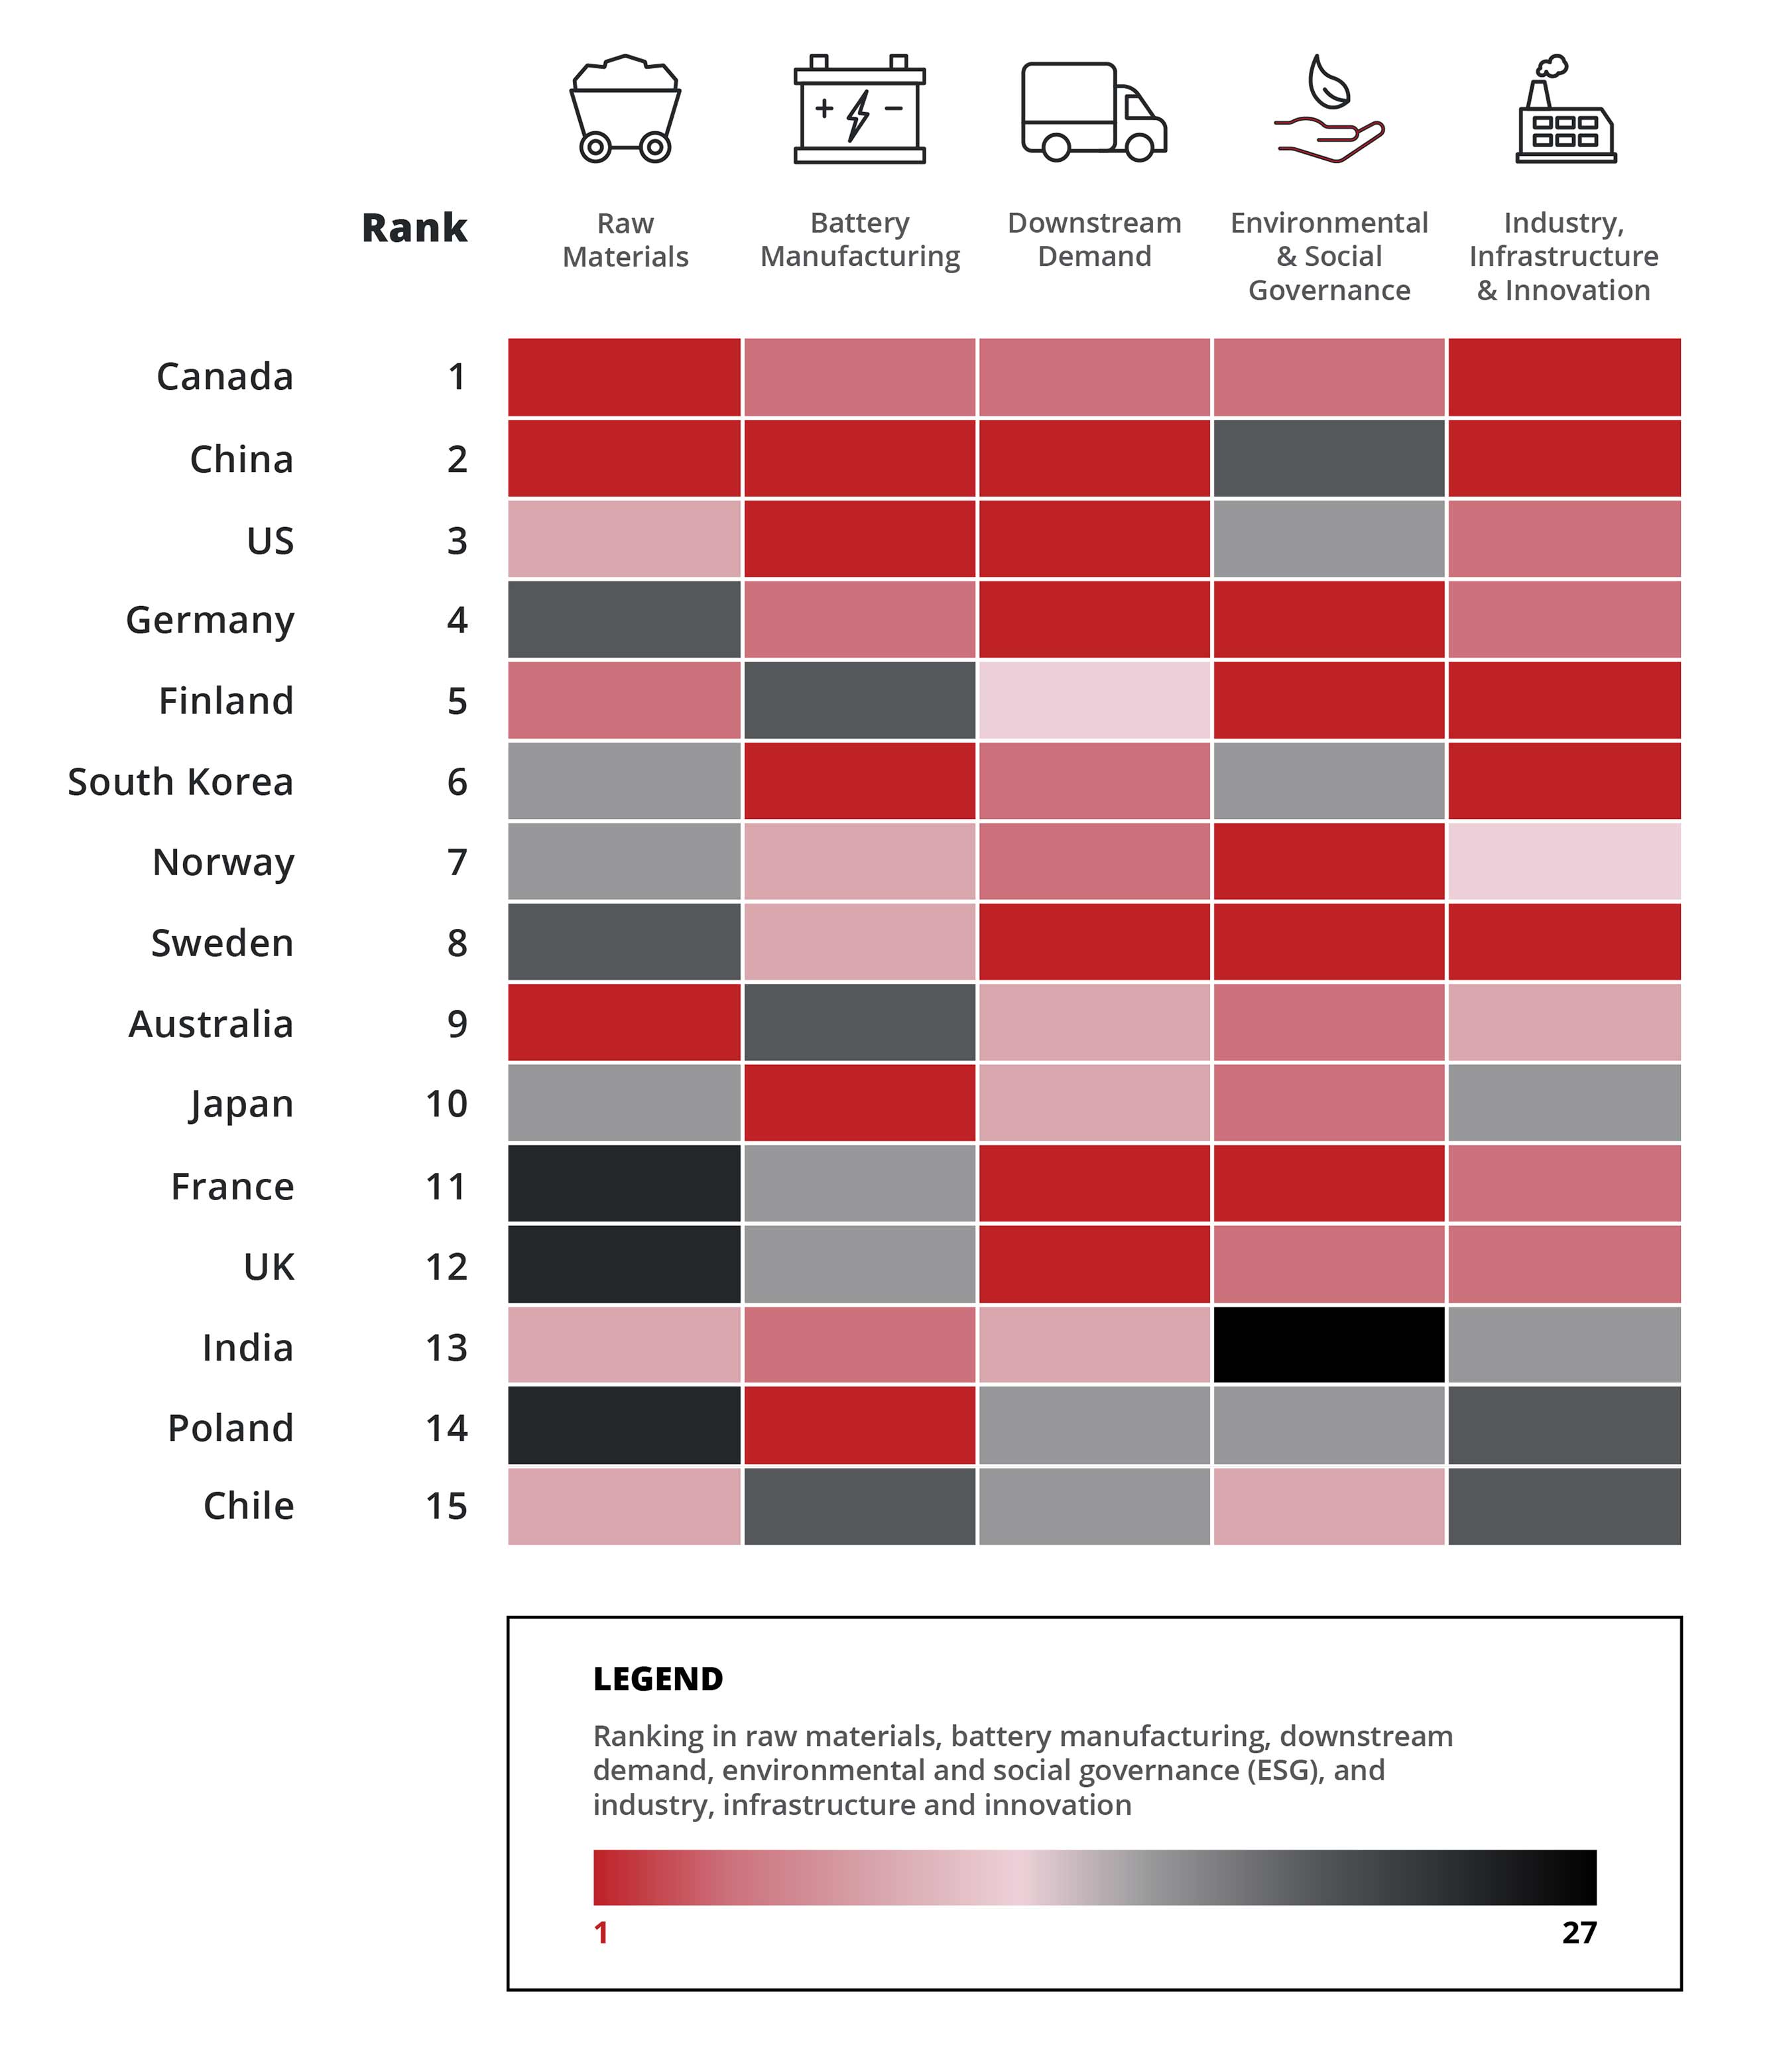 Rank
Raw
Materials
Battery
Manufacturing
Downstream
Demand
Environmental
& Social
Governance
Industry,
Infrastructure
& Innovation
Canada 1
China 2
US 3
Germany 4
Finland 5
South Korea 6
Norway 7
Sweden 8
Australia 9
Japan 10
France 11
UK 12
India 13
Poland 14
Chile 15
LEGEND
Ranking in raw materials, battery manufacturing, downstream
demand, environmental and social governance (ESG), and
industry, infrastructure and innovation
1 27